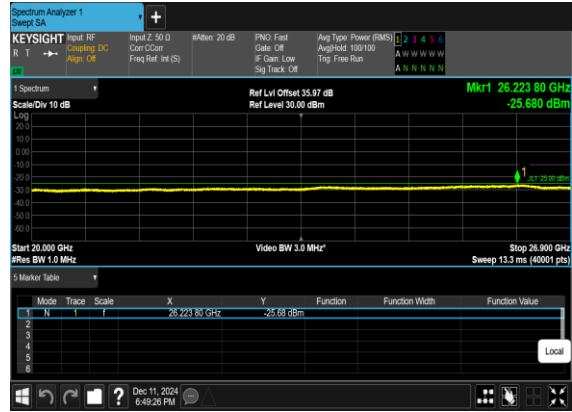 Spectrum Analyzer 1
Swept SA
+
KEYSIGHT
R T
Input: RF
Coupling: DC
Align: Off
Input Z: 50 Ω
Corr CCorr
Freq Ref: Int (S)
#Atten: 20 dB
PNO: Fast
Gate: Off
IF Gain: Low
Sig Track: Off
Avg Type: Power (RMS)
Avg|Hold: 100/100
Trig: Free Run
1 2 3 4 5 6
A W W W W W
A N N N N N
1 Spectrum
Scale/Div 10 dB
Ref Lvl Offset 35.97 dB
Ref Level 30.00 dBm
Mkr1 26.223 80 GHz
-25.680 dBm
Log
20.0
10.0
0.00
-10.0
-20.0
-30.0
-40.0
-50.0
-60.0
1
DL1 -25.00 dBm
Start 20.000 GHz
#Res BW 1.0 MHz
Video BW 3.0 MHz*
Stop 26.900 GHz
Sweep 13.3 ms (40001 pts)
5 Marker Table
Mode Trace Scale X Y Function Function Width Function Value
1 N 1 f 26.223 80 GHz -25.68 dBm
2
3
4
5
6
Local
?
Dec 11, 2024
6:49:26 PM